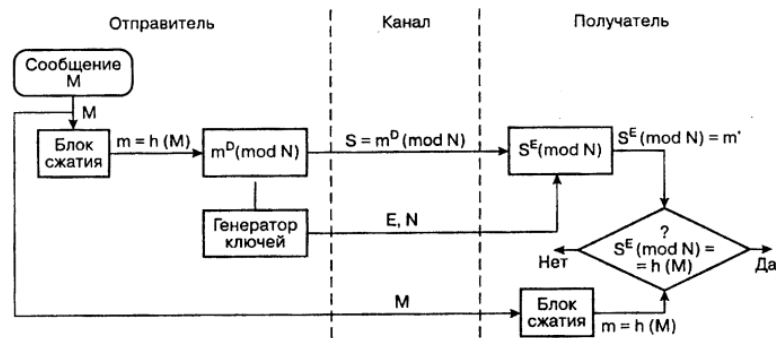 Отправитель
Канал
Получатель
Сообщение
M
M
Блок
сжатия
m = h (M)
m^D (mod N)
S = m^D (mod N)
S^E (mod N)
S^E (mod N) = m'
Генератор
ключей
E, N
?
S^E (mod N) =
= h (M)
Нет
Да
M
Блок
сжатия
m = h (M)